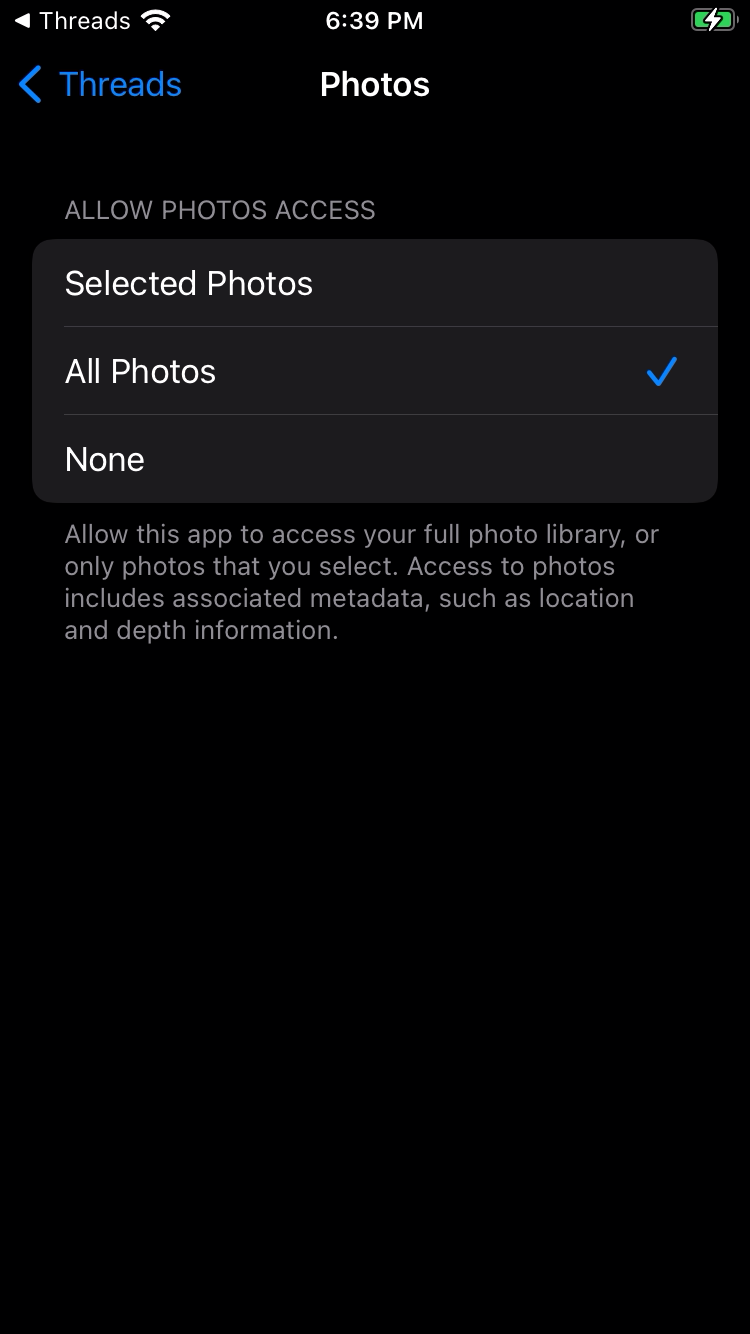 Threads 6:39 PM
Threads Photos
ALLOW PHOTOS ACCESS
Selected Photos
All Photos
None
Allow this app to access your full photo library, or
only photos that you select. Access to photos
includes associated metadata, such as location
and depth information.